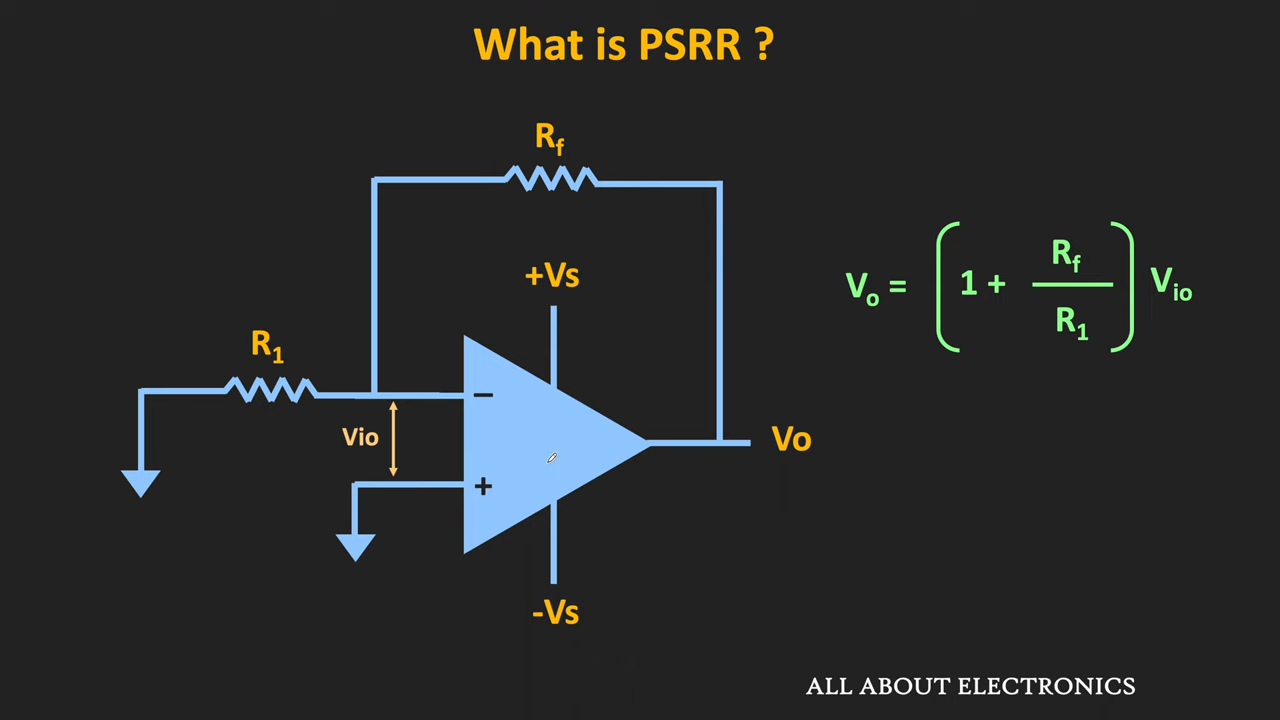 What is PSRR ?
Rf
+Vs
Vo = ( 1 + Rf / R1 ) Vio
R1
−
Vio
Vo
+
-Vs
ALL ABOUT ELECTRONICS